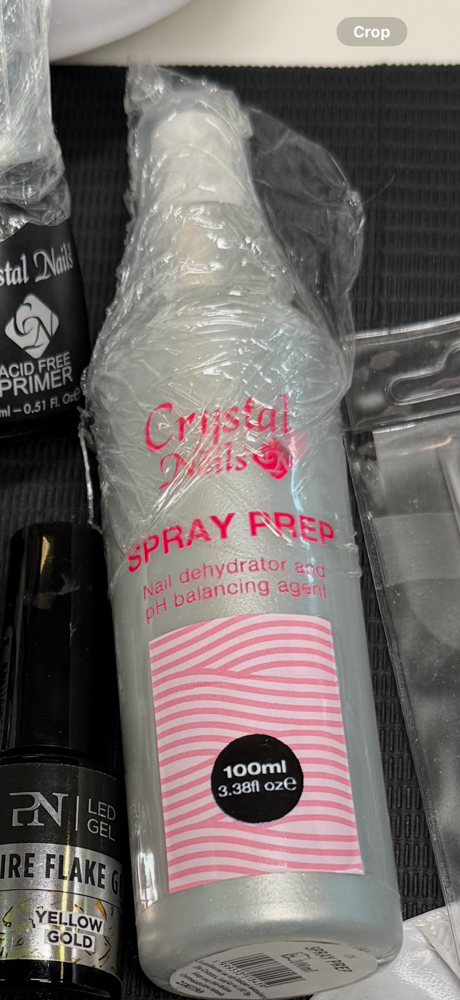 Crop
Crystal Nails
ACID FREE
PRIMER
ml – 0.51 Fl. Oz
Crystal
Nails
SPRAY PREP
Nail dehydrator and
pH balancing agent
100ml
3.38fl oz e
PN LED
GEL
YELLOW
GOLD
SPRAY PREP